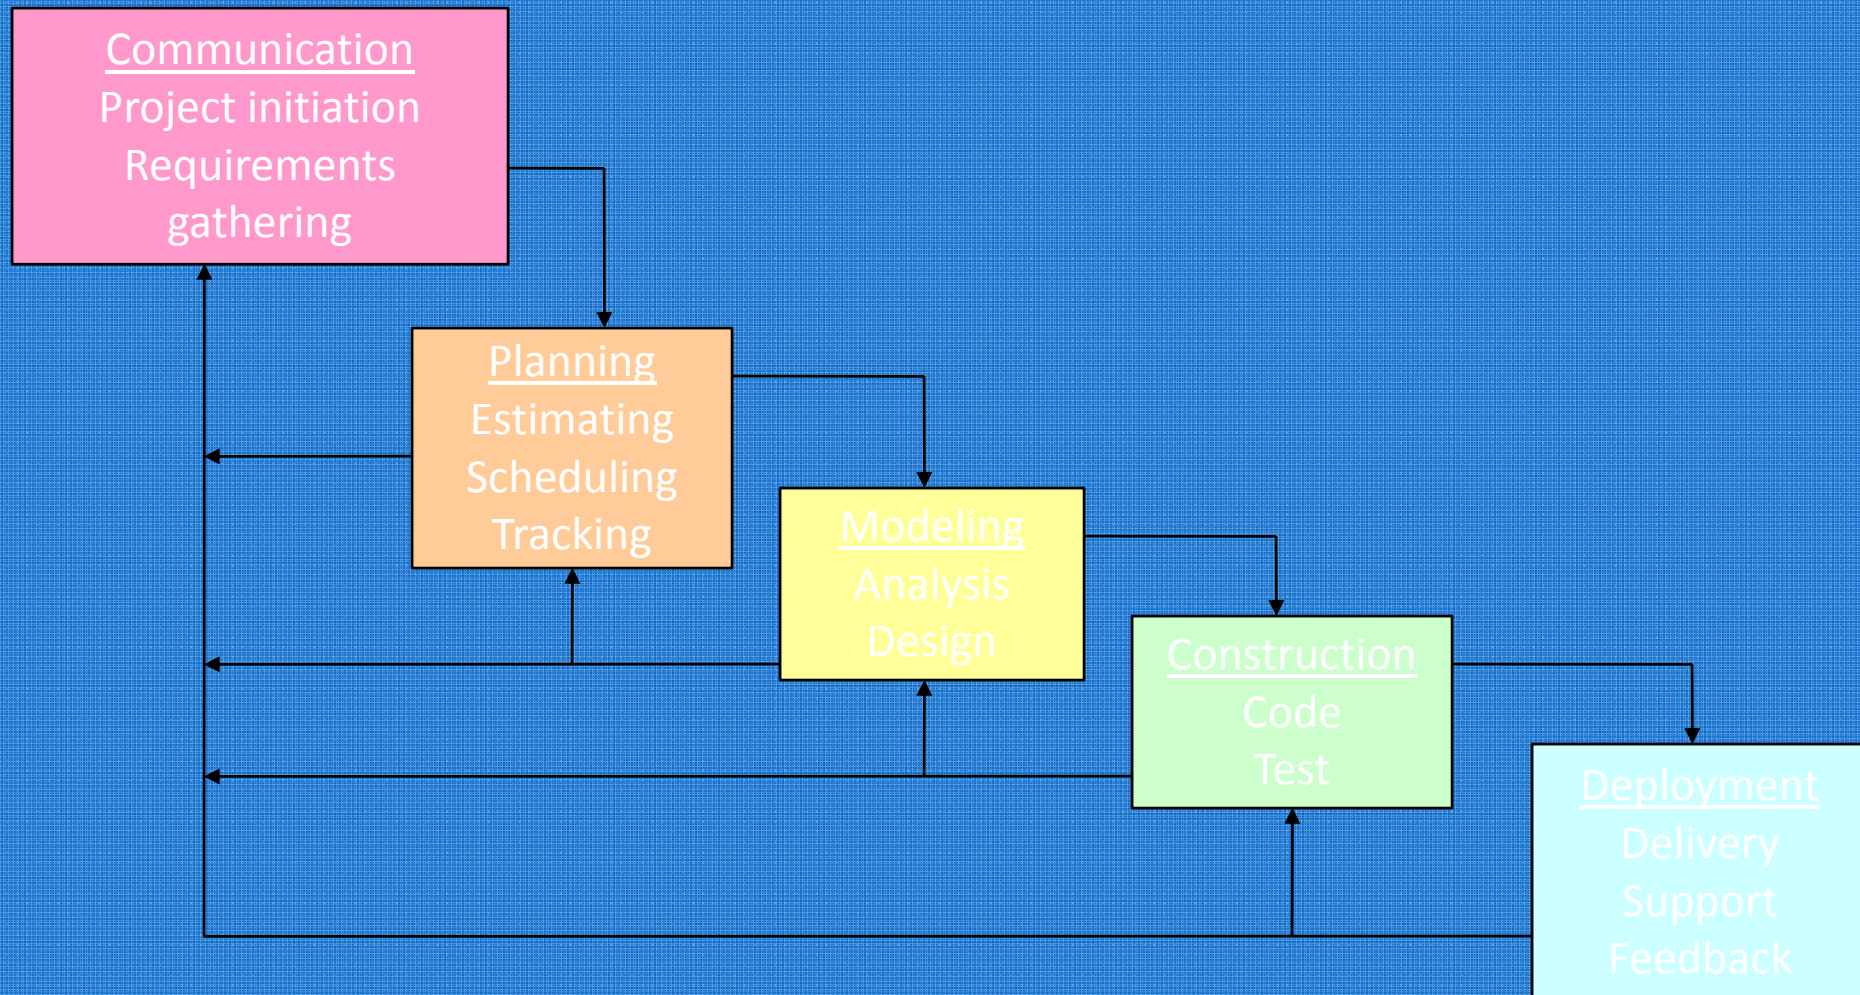 Communication
Project initiation
Requirements
gathering
Planning
Estimating
Scheduling
Tracking
Modeling
Analysis
Design
Construction
Code
Test
Deployment
Delivery
Support
Feedback